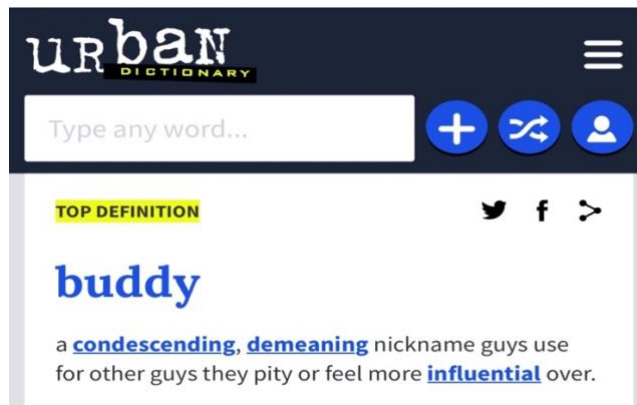 uRban
DICTIONARY
Type any word...
TOP DEFINITION
buddy
a condescending, demeaning nickname guys use
for other guys they pity or feel more influential over.